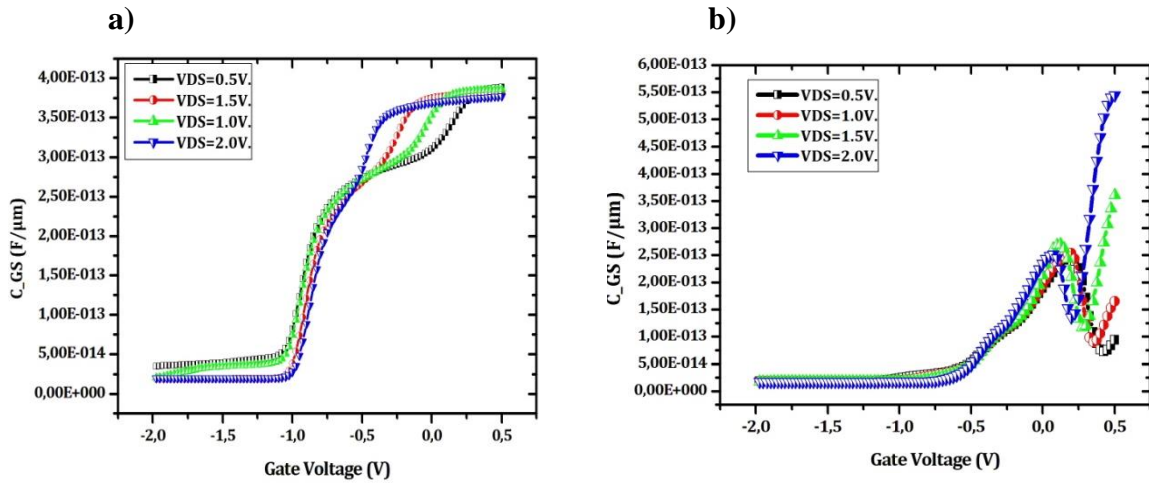 a)
C_GS (F/µm)
4,00E-013
3,50E-013
3,00E-013
2,50E-013
2,00E-013
1,50E-013
1,00E-013
5,00E-014
0,00E+000
VDS=0.5V.
VDS=1.5V.
VDS=1.0V.
VDS=2.0V.
-2,0 -1,5 -1,0 -0,5 0,0 0,5
Gate Voltage (V)
b)
C_GS (F/µm)
6,00E-013
5,50E-013
5,00E-013
4,50E-013
4,00E-013
3,50E-013
3,00E-013
2,50E-013
2,00E-013
1,50E-013
1,00E-013
5,00E-014
0,00E+000
VDS=0.5V.
VDS=1.0V.
VDS=1.5V.
VDS=2.0V.
-2,0 -1,5 -1,0 -0,5 0,0 0,5
Gate Voltage (V)